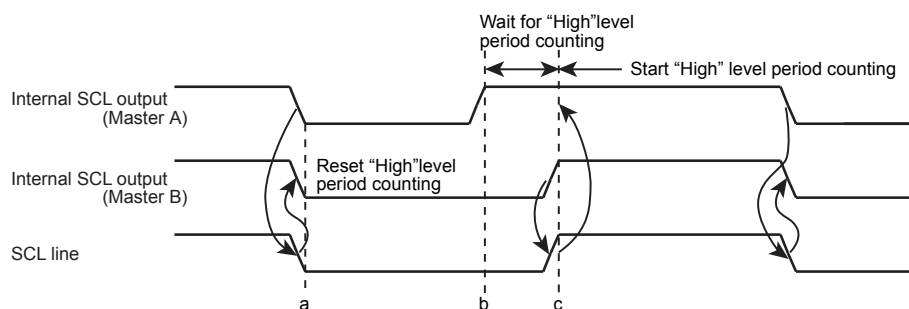 Wait for “High”level
period counting
Start “High” level period counting
Internal SCL output
(Master A)
Reset “High”level
period counting
Internal SCL output
(Master B)
SCL line
a
b
c